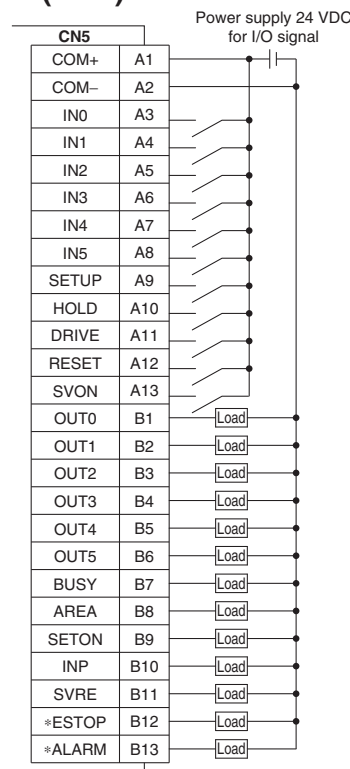 Power supply 24 VDC
for I/O signal
CN5
COM+ A1
COM− A2
IN0 A3
IN1 A4
IN2 A5
IN3 A6
IN4 A7
IN5 A8
SETUP A9
HOLD A10
DRIVE A11
RESET A12
SVON A13
OUT0 B1 Load
OUT1 B2 Load
OUT2 B3 Load
OUT3 B4 Load
OUT4 B5 Load
OUT5 B6 Load
BUSY B7 Load
AREA B8 Load
SETON B9 Load
INP B10 Load
SVRE B11 Load
∗ESTOP B12 Load
∗ALARM B13 Load